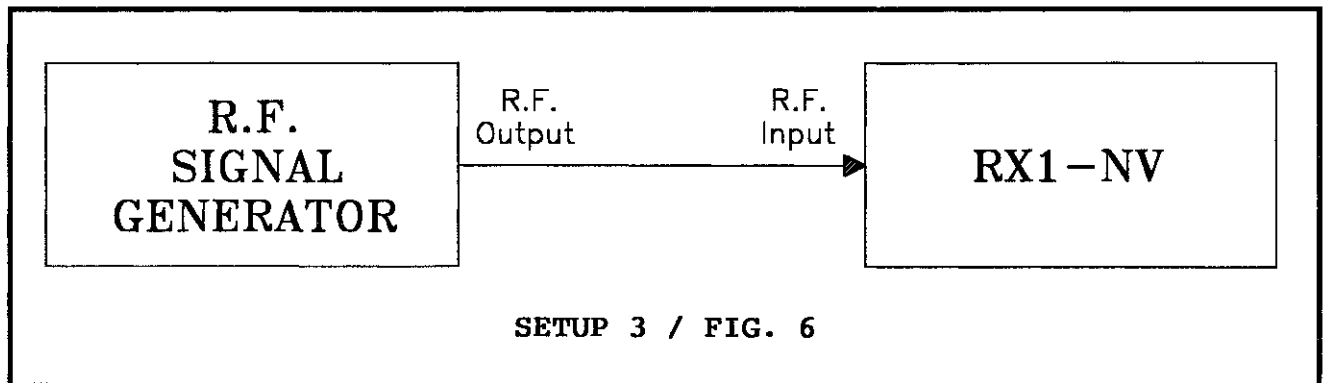 R.F.
SIGNAL
GENERATOR
R.F.
Output
R.F.
Input
RX1-NV
SETUP 3 / FIG. 6